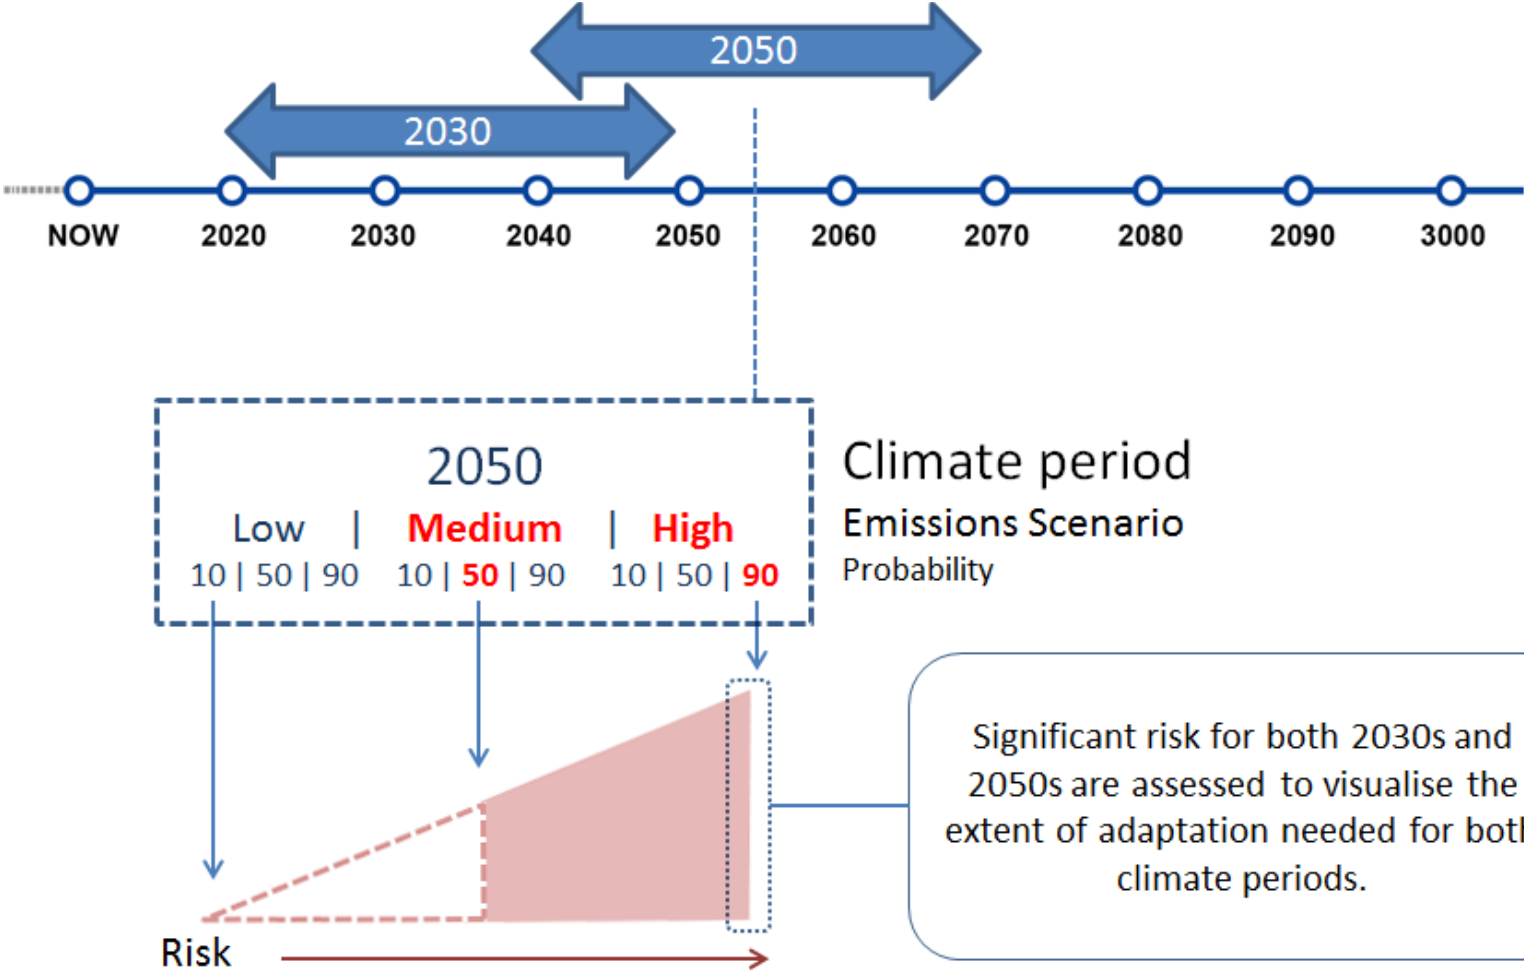 2050
2030
NOW 2020 2030 2040 2050 2060 2070 2080 2090 3000
2050
Low | Medium | High
10 | 50 | 90 10 | 50 | 90 10 | 50 | 90
Climate period
Emissions Scenario
Probability
Significant risk for both 2030s and
2050s are assessed to visualise the
extent of adaptation needed for both
climate periods.
Risk